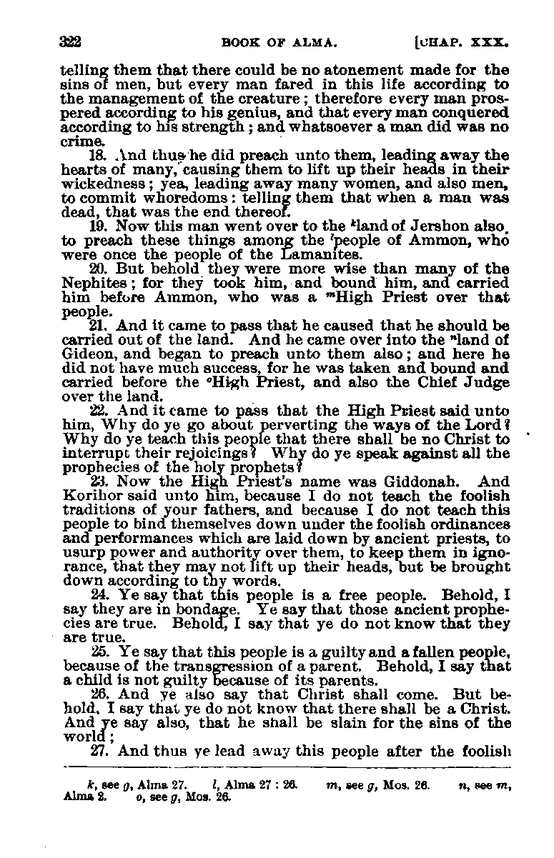 322 BOOK OF ALMA. [CHAP. XXX.
telling them that there could be no atonement made for the
sins of men, but every man fared in this life according to
the management of the creature; therefore every man pros-
pered according to his genius, and that every man conquered
according to his strength; and whatsoever a man did was no
crime.
18. And thus he did preach unto them, leading away the
hearts of many, causing them to lift up their heads in their
wickedness; yea, leading away many women, and also men,
to commit whoredoms: telling them that when a man was
dead, that was the end thereof.
19. Now this man went over to the kland of Jershon also,
to preach these things among the lpeople of Ammon, who
were once the people of the Lamanites.
20. But behold they were more wise than many of the
Nephites; for they took him, and bound him, and carried
him before Ammon, who was a mHigh Priest over that
people.
21. And it came to pass that he caused that he should be
carried out of the land. And he came over into the nland of
Gideon, and began to preach unto them also; and here he
did not have much success, for he was taken and bound and
carried before the oHigh Priest, and also the Chief Judge
over the land.
22. And it came to pass that the High Priest said unto
him, Why do ye go about perverting the ways of the Lord?
Why do ye teach this people that there shall be no Christ to
interrupt their rejoicings? Why do ye speak against all the
prophecies of the holy prophets?
23. Now the High Priest's name was Giddonah. And
Korihor said unto him, because I do not teach the foolish
traditions of your fathers, and because I do not teach this
people to bind themselves down under the foolish ordinances
and performances which are laid down by ancient priests, to
usurp power and authority over them, to keep them in igno-
rance, that they may not lift up their heads, but be brought
down according to thy words.
24. Ye say that this people is a free people. Behold, I
say they are in bondage. Ye say that those ancient prophe-
cies are true. Behold, I say that ye do not know that they
are true.
25. Ye say that this people is a guilty and a fallen people,
because of the transgression of a parent. Behold, I say that
a child is not guilty because of its parents.
26. And ye also say that Christ shall come. But be-
hold, I say that ye do not know that there shall be a Christ.
And ye say also, that he shall be slain for the sins of the
world;
27. And thus ye lead away this people after the foolish
k, see g, Alma 27. l, Alma 27:26. m, see g, Mos. 26. n, see m,
Alma 2. o, see g, Mos. 26.